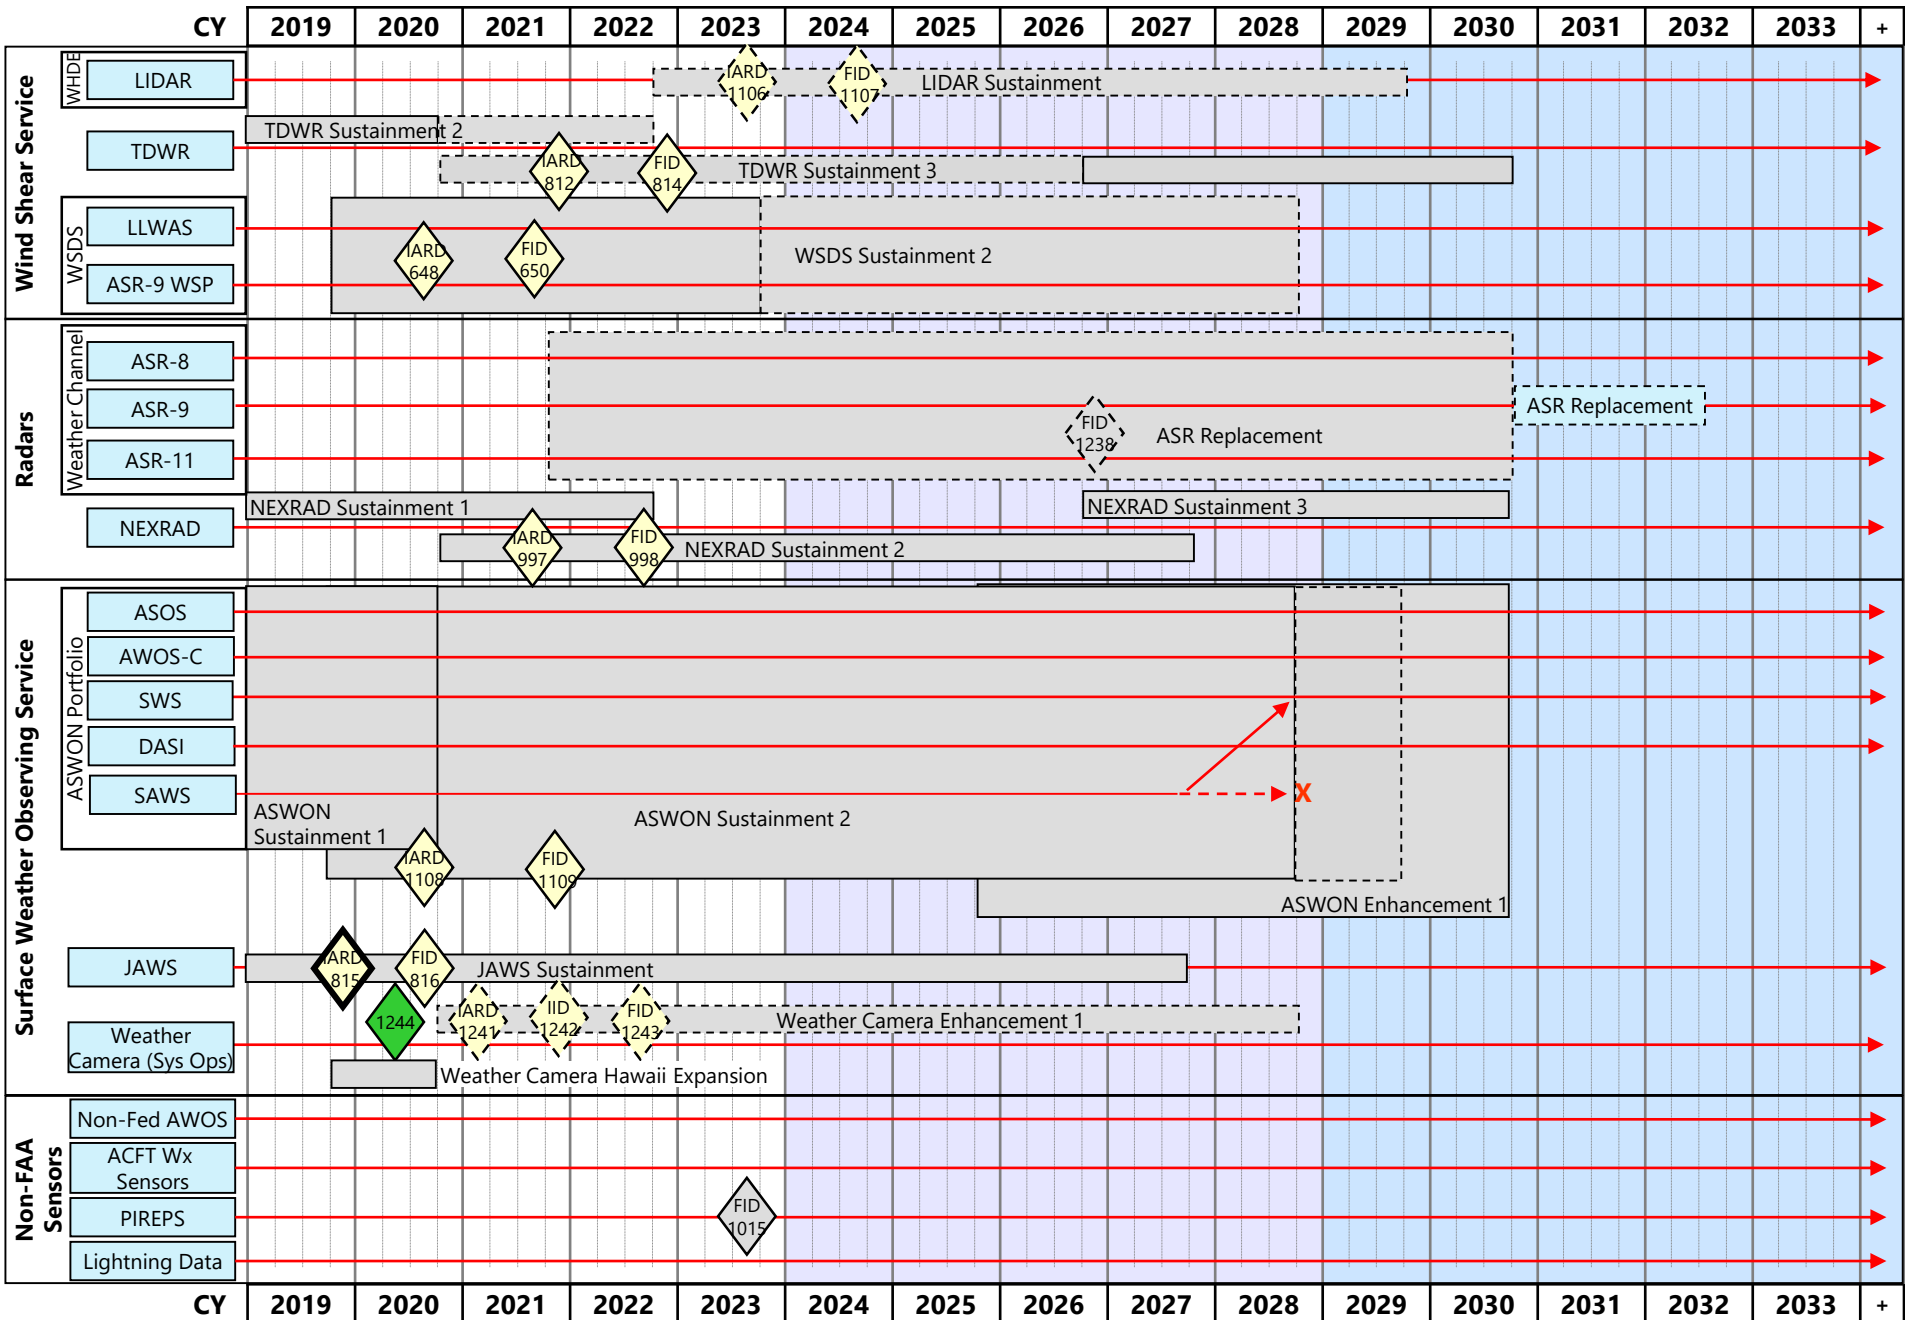 CY 2019 2020 2021 2022 2023 2024 2025 2026 2027 2028 2029 2030 2031 2032 2033 +
Wind Shear Service
WHDE
LIDAR
IARD
1106
FID
1107
LIDAR Sustainment
TDWR Sustainment 2
TDWR
IARD
812
FID
814
TDWR Sustainment 3
WSDS
LLWAS
ASR-9 WSP
IARD
648
FID
650
WSDS Sustainment 2
Radars
Weather Channel
ASR-8
ASR-9
ASR-11
FID
1238
ASR Replacement
ASR Replacement
NEXRAD Sustainment 1
NEXRAD Sustainment 3
NEXRAD
IARD
997
FID
998
NEXRAD Sustainment 2
Surface Weather Observing Service
ASWON Portfolio
ASOS
AWOS-C
SWS
DASI
SAWS
X
ASWON
Sustainment 1
ASWON Sustainment 2
IARD
1108
FID
1109
ASWON Enhancement 1
JAWS
IARD
815
FID
816
JAWS Sustainment
1244
IARD
1241
IID
1242
FID
1243
Weather Camera Enhancement 1
Weather
Camera (Sys Ops)
Weather Camera Hawaii Expansion
Non-FAA
Sensors
Non-Fed AWOS
ACFT Wx
Sensors
PIREPS
FID
1015
Lightning Data
CY 2019 2020 2021 2022 2023 2024 2025 2026 2027 2028 2029 2030 2031 2032 2033 +